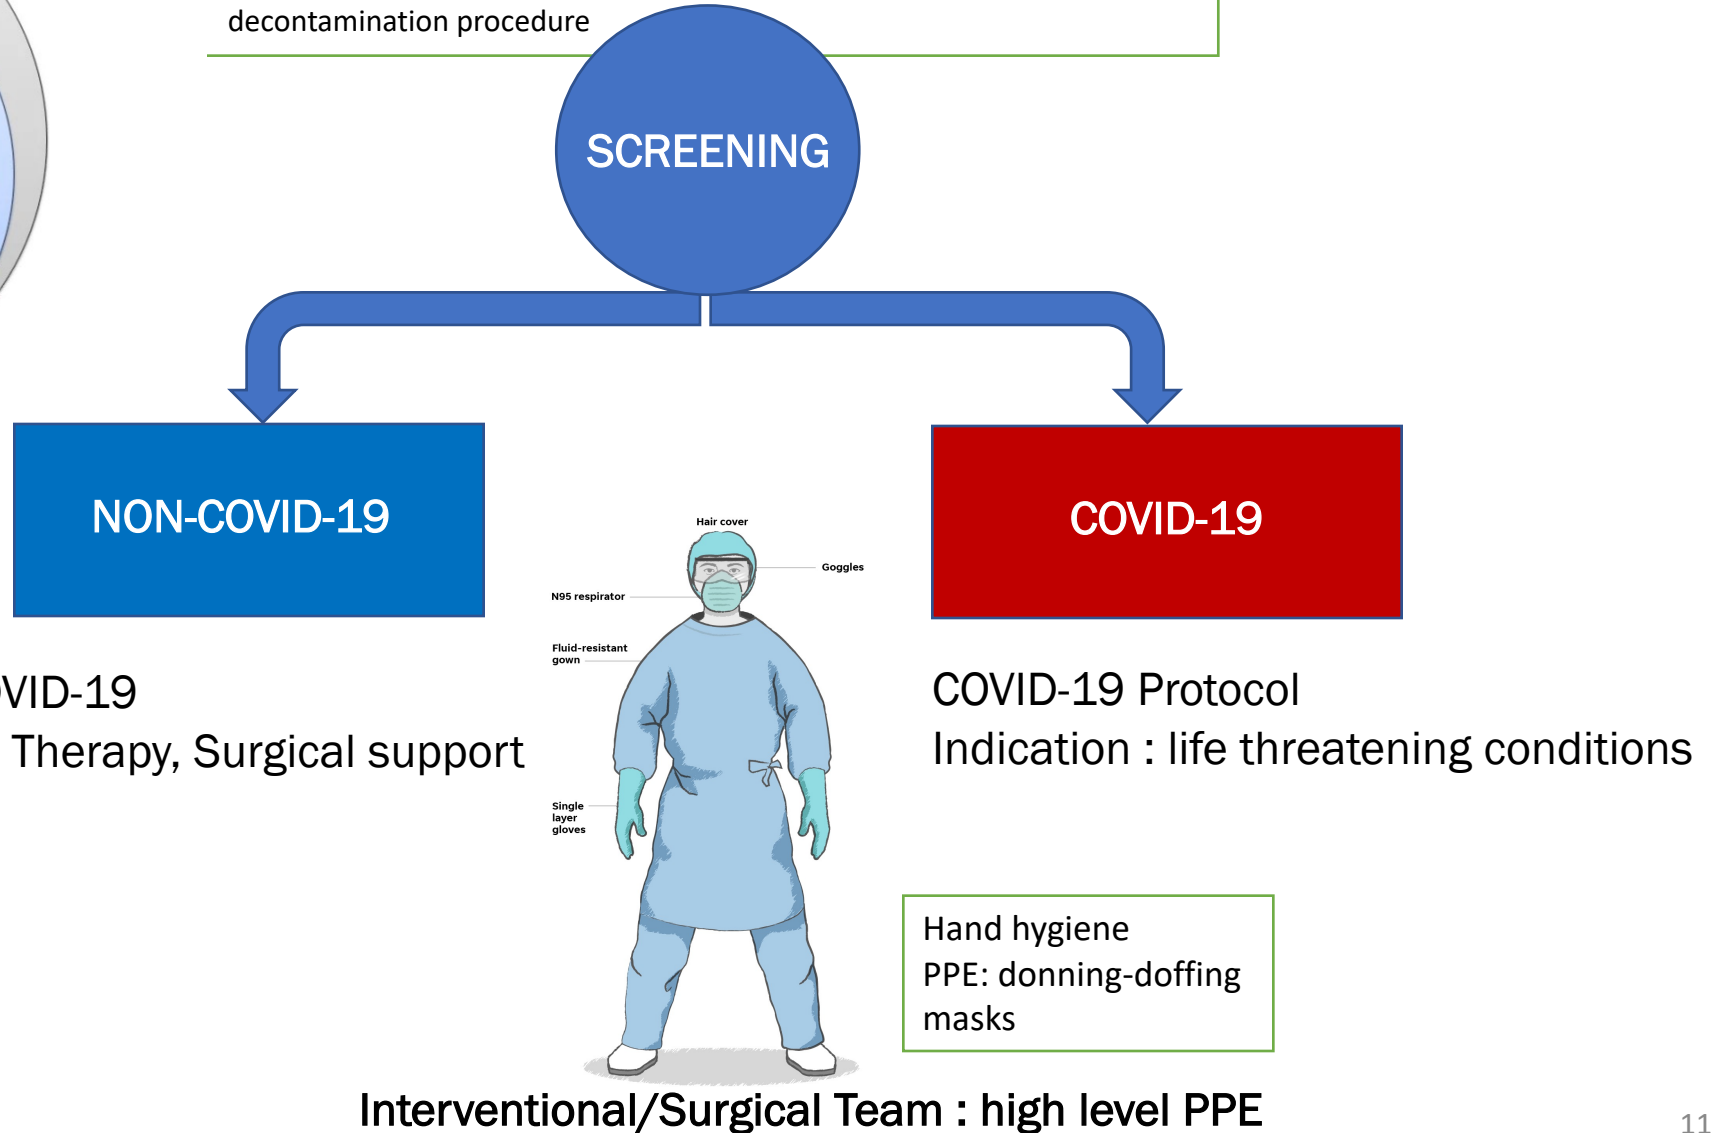 decontamination procedure
SCREENING
NON-COVID-19
COVID-19
Hair cover
Goggles
N95 respirator
Fluid-resistant
gown
Single
layer
gloves
VID-19
Therapy, Surgical support
COVID-19 Protocol
Indication : life threatening conditions
Hand hygiene
PPE: donning-doffing
masks
Interventional/Surgical Team : high level PPE
11